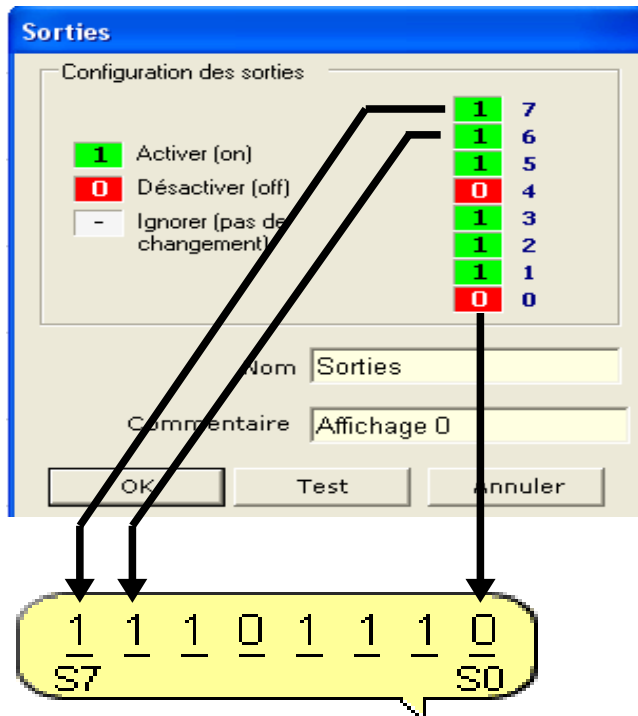 Sorties
Configuration des sorties
1 Activer (on)
0 Désactiver (off)
- Ignorer (pas de
changement)
1 7
1 6
1 5
0 4
1 3
1 2
1 1
0 0
Nom Sorties
Commentaire Affichage 0
OK Test Annuler
1 1 1 0 1 1 1 0
S7 S0